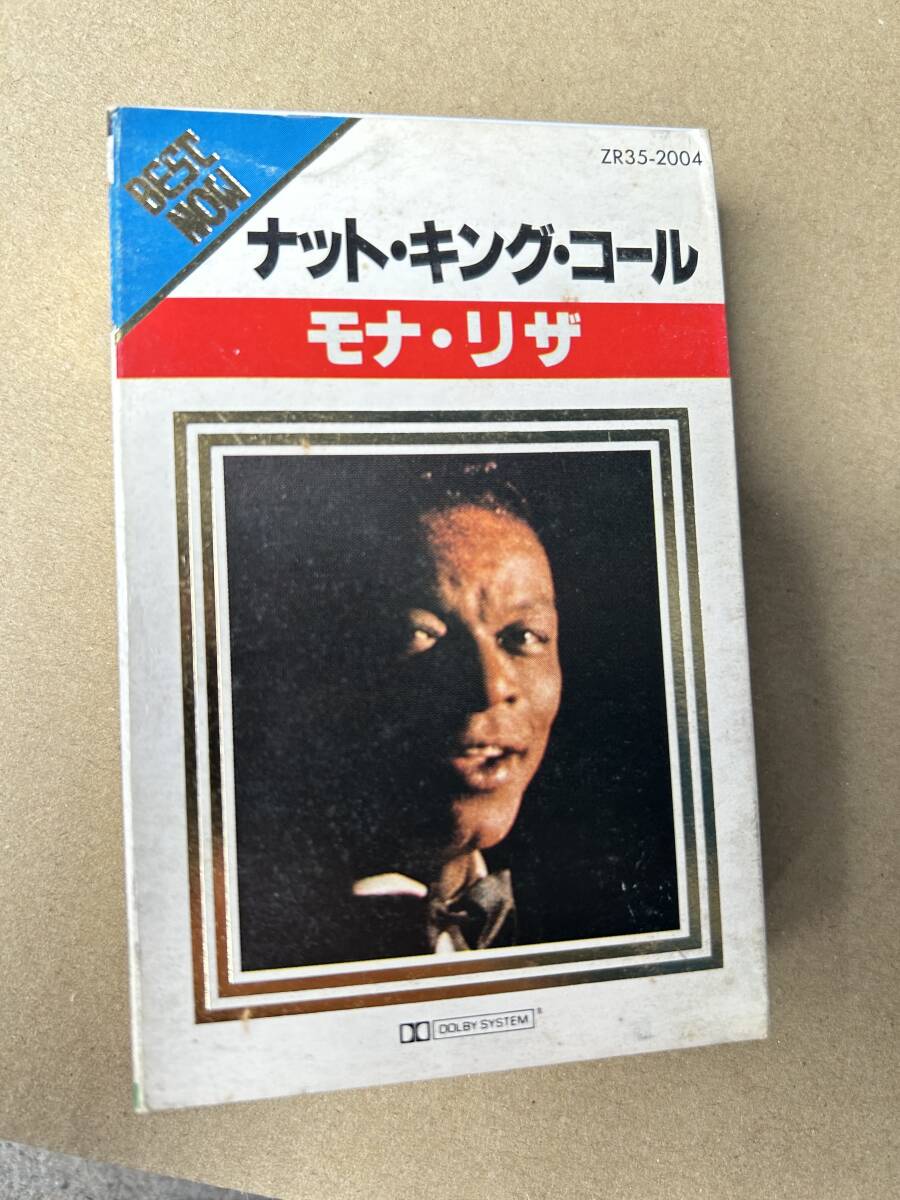 BEST
NOW
ZR35-2004
ナット・キング・コール
モナ・リザ
DOLBY SYSTEM®